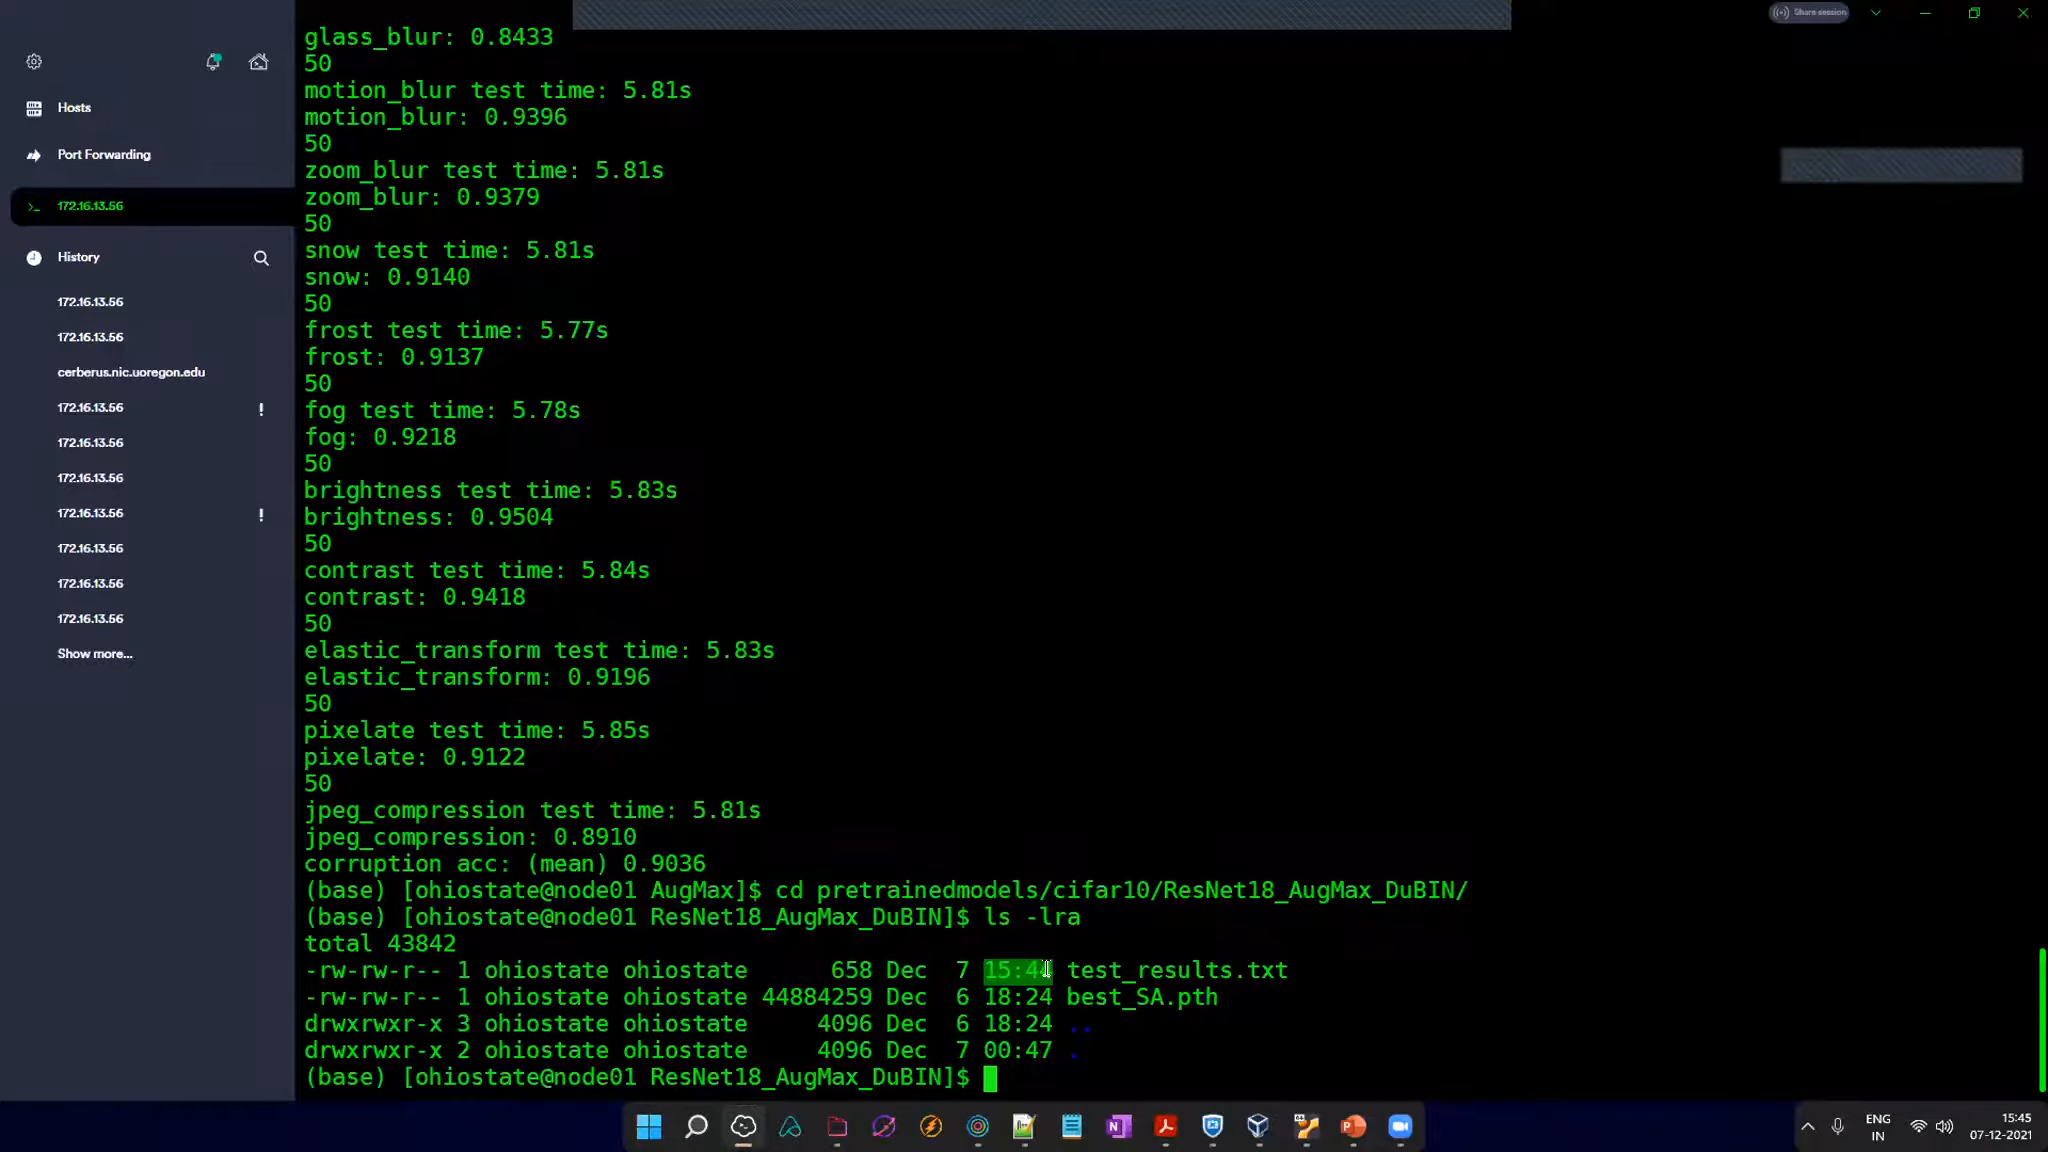 Share session
Hosts
Port Forwarding
172.16.13.56
History
172.16.13.56
172.16.13.56
cerberus.nic.uoregon.edu
172.16.13.56 !
172.16.13.56
172.16.13.56
172.16.13.56 !
172.16.13.56
172.16.13.56
172.16.13.56
Show more...
glass_blur: 0.8433
50
motion_blur test time: 5.81s
motion_blur: 0.9396
50
zoom_blur test time: 5.81s
zoom_blur: 0.9379
50
snow test time: 5.81s
snow: 0.9140
50
frost test time: 5.77s
frost: 0.9137
50
fog test time: 5.78s
fog: 0.9218
50
brightness test time: 5.83s
brightness: 0.9504
50
contrast test time: 5.84s
contrast: 0.9418
50
elastic_transform test time: 5.83s
elastic_transform: 0.9196
50
pixelate test time: 5.85s
pixelate: 0.9122
50
jpeg_compression test time: 5.81s
jpeg_compression: 0.8910
corruption acc: (mean) 0.9036
(base) [ohiostate@node01 AugMax]$ cd pretrainedmodels/cifar10/ResNet18_AugMax_DuBIN/
(base) [ohiostate@node01 ResNet18_AugMax_DuBIN]$ ls -lra
total 43842
-rw-rw-r-- 1 ohiostate ohiostate 658 Dec 7 15:44 test_results.txt
-rw-rw-r-- 1 ohiostate ohiostate 44884259 Dec 6 18:24 best_SA.pth
drwxrwxr-x 3 ohiostate ohiostate 4096 Dec 6 18:24 ..
drwxrwxr-x 2 ohiostate ohiostate 4096 Dec 7 00:47 .
(base) [ohiostate@node01 ResNet18_AugMax_DuBIN]$
ENG
IN
15:45
07-12-2021